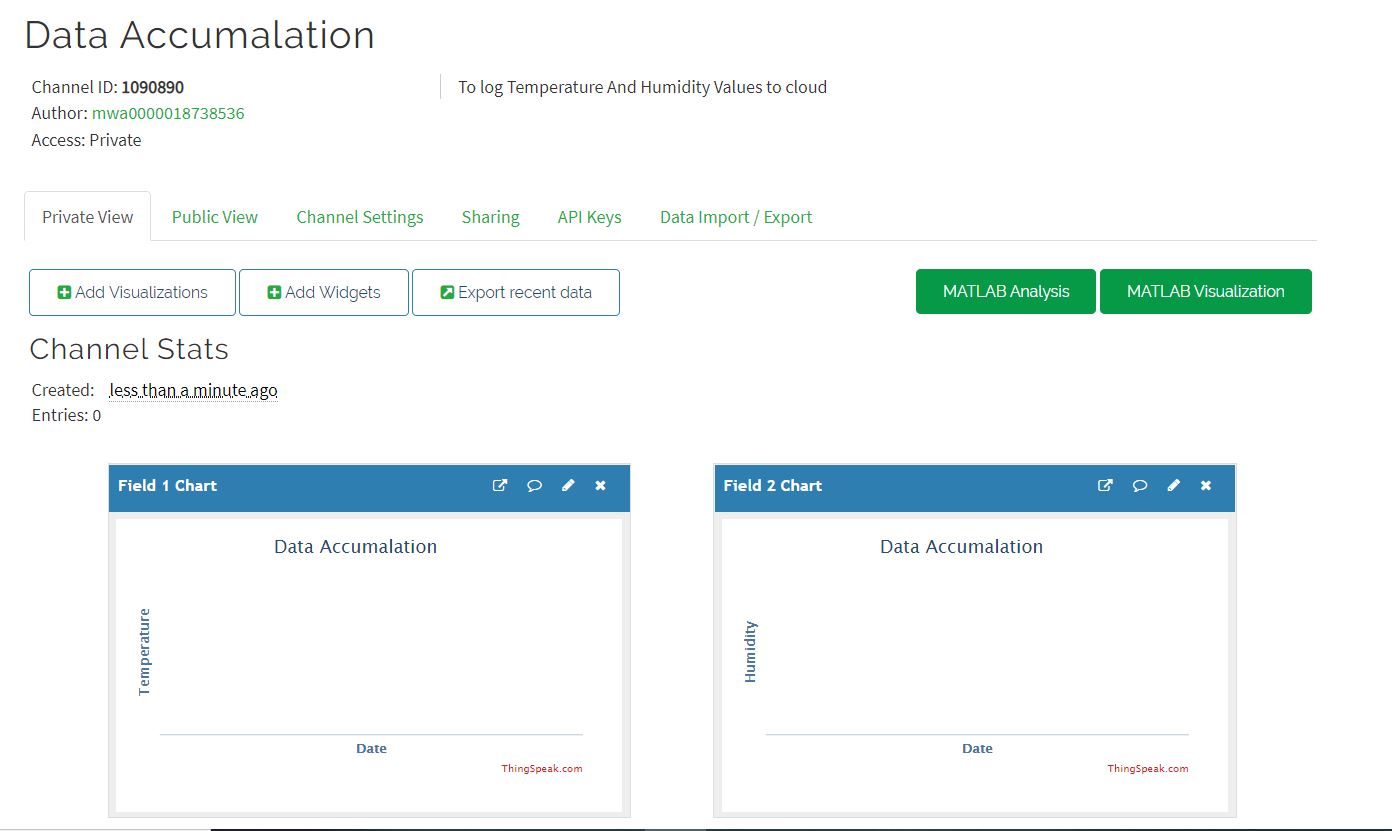 Data Accumalation
Channel ID: 1090890
Author: mwa0000018738536
Access: Private
To log Temperature And Humidity Values to cloud
Private View Public View Channel Settings Sharing API Keys Data Import / Export
Add Visualizations Add Widgets Export recent data MATLAB Analysis MATLAB Visualization
Channel Stats
Created: less than a minute ago
Entries: 0
Field 1 Chart
Data Accumalation
Temperature
Date
ThingSpeak.com
Field 2 Chart
Data Accumalation
Humidity
Date
ThingSpeak.com